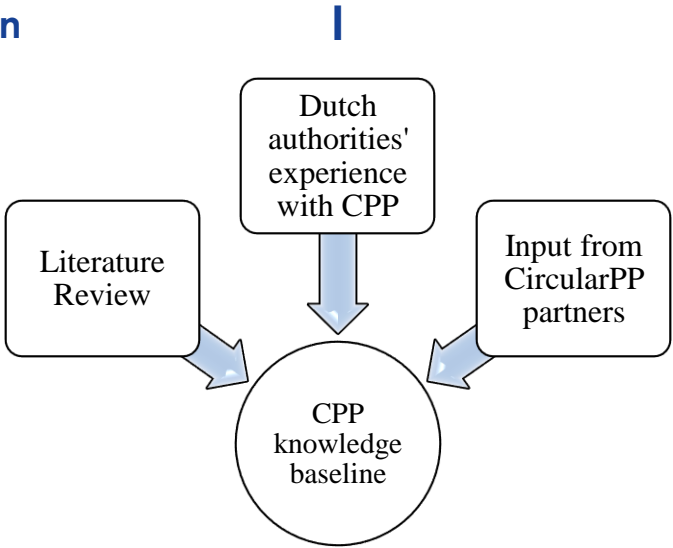 n l
Dutch
authorities'
experience
with CPP
Literature
Review
Input from
CircularPP
partners
CPP
knowledge
baseline